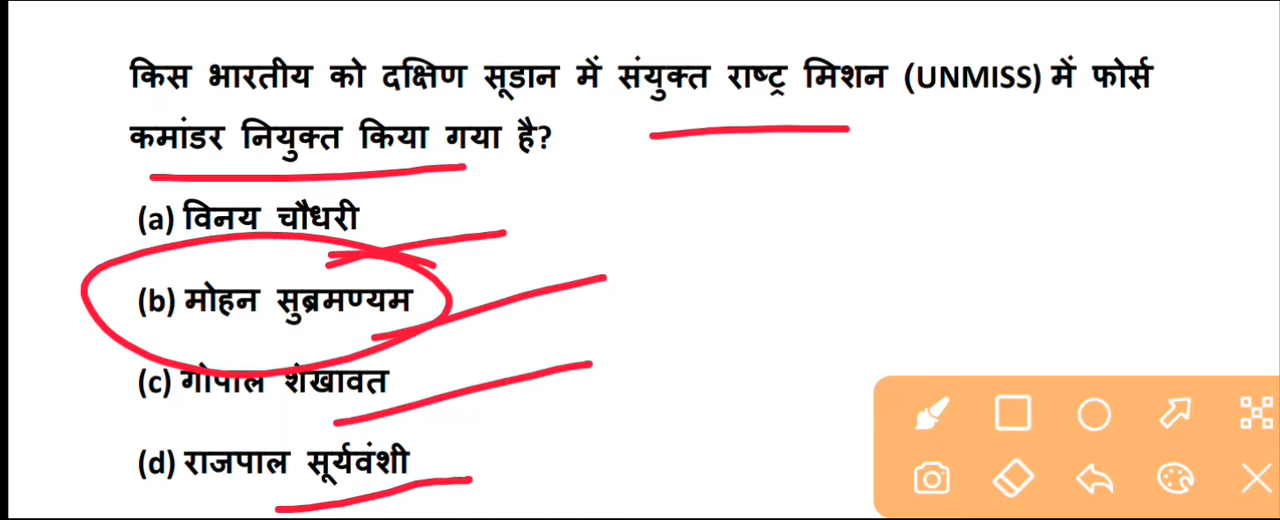 किस भारतीय को दक्षिण सूडान में संयुक्त राष्ट्र मिशन (UNMISS) में फोर्स
कमांडर नियुक्त किया गया है?
(a) विनय चौधरी
(b) मोहन सुब्रमण्यम
(c) गोपाल शेखावत
(d) राजपाल सूर्यवंशी